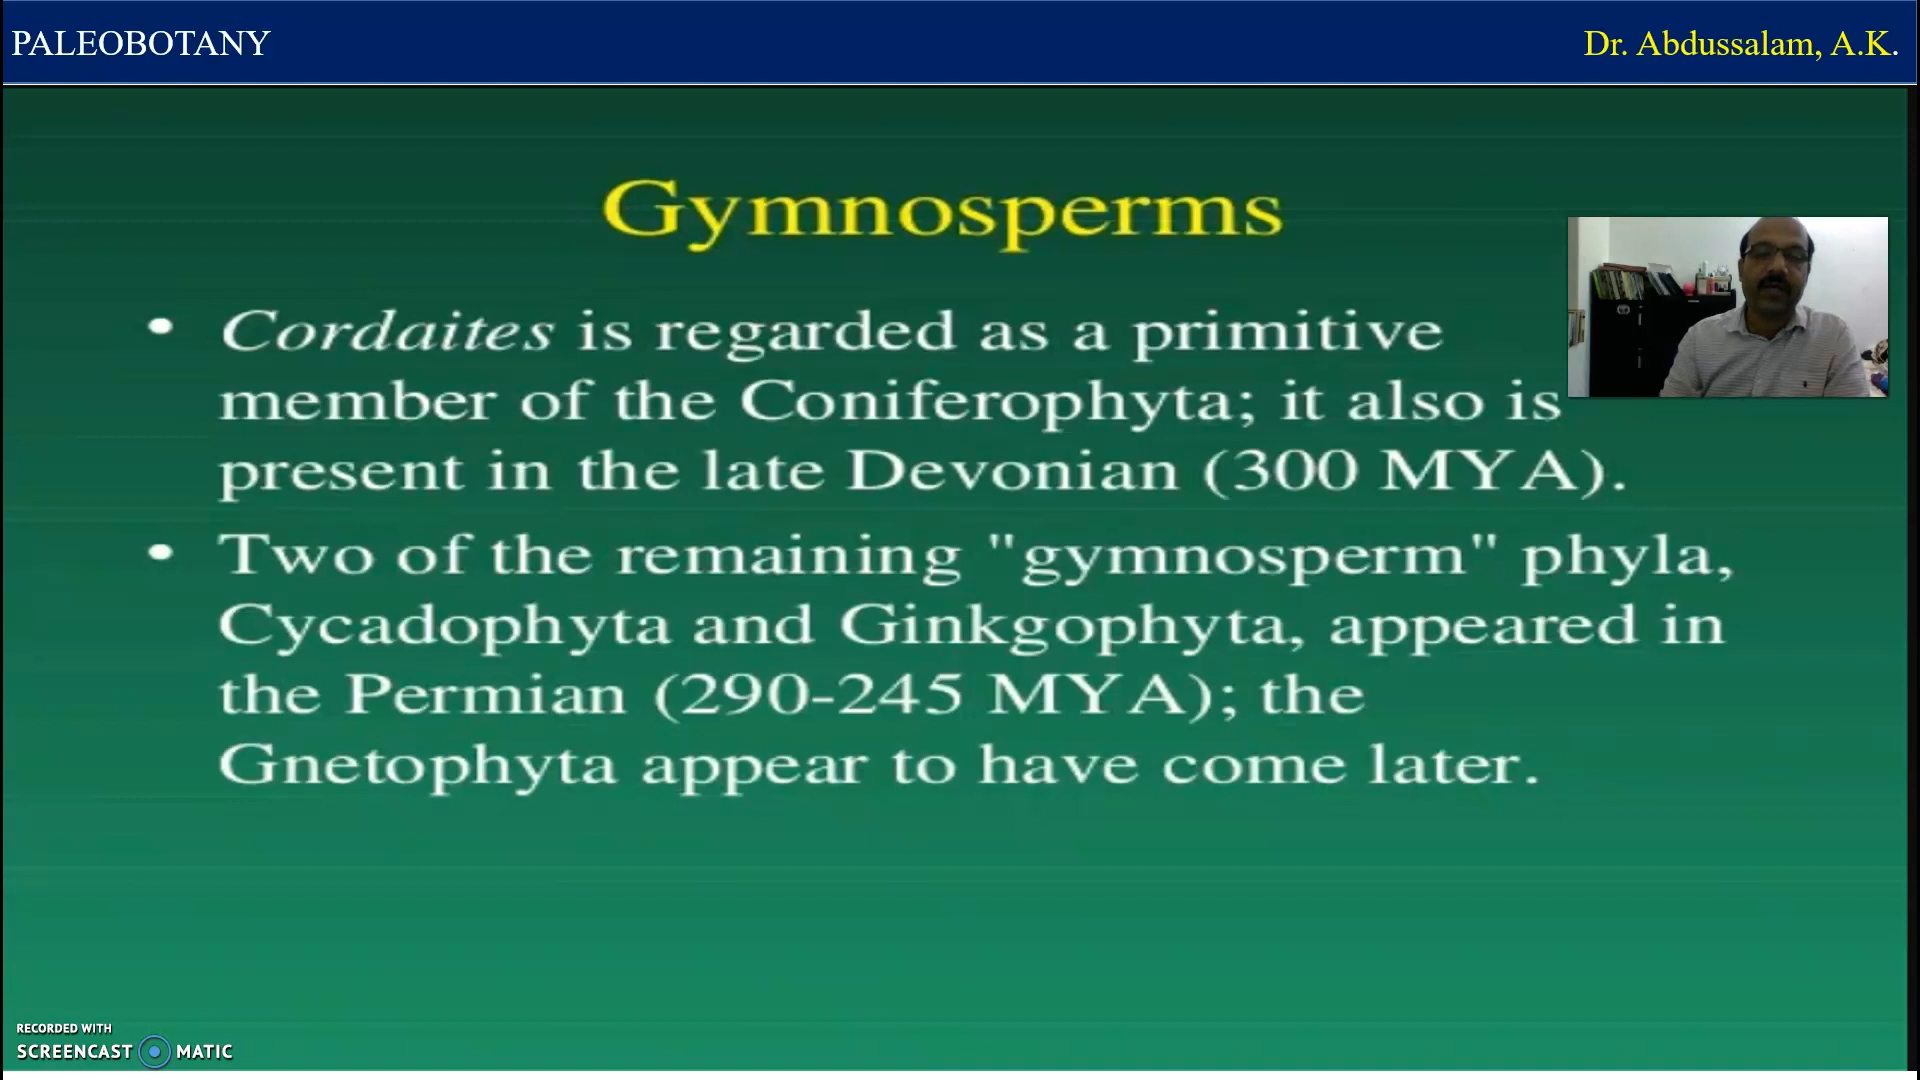 PALEOBOTANY
Dr. Abdussalam, A.K.
Gymnosperms
• Cordaites is regarded as a primitive
member of the Coniferophyta; it also is
present in the late Devonian (300 MYA).
• Two of the remaining "gymnosperm" phyla,
Cycadophyta and Ginkgophyta, appeared in
the Permian (290-245 MYA); the
Gnetophyta appear to have come later.
RECORDED WITH
SCREENCAST MATIC